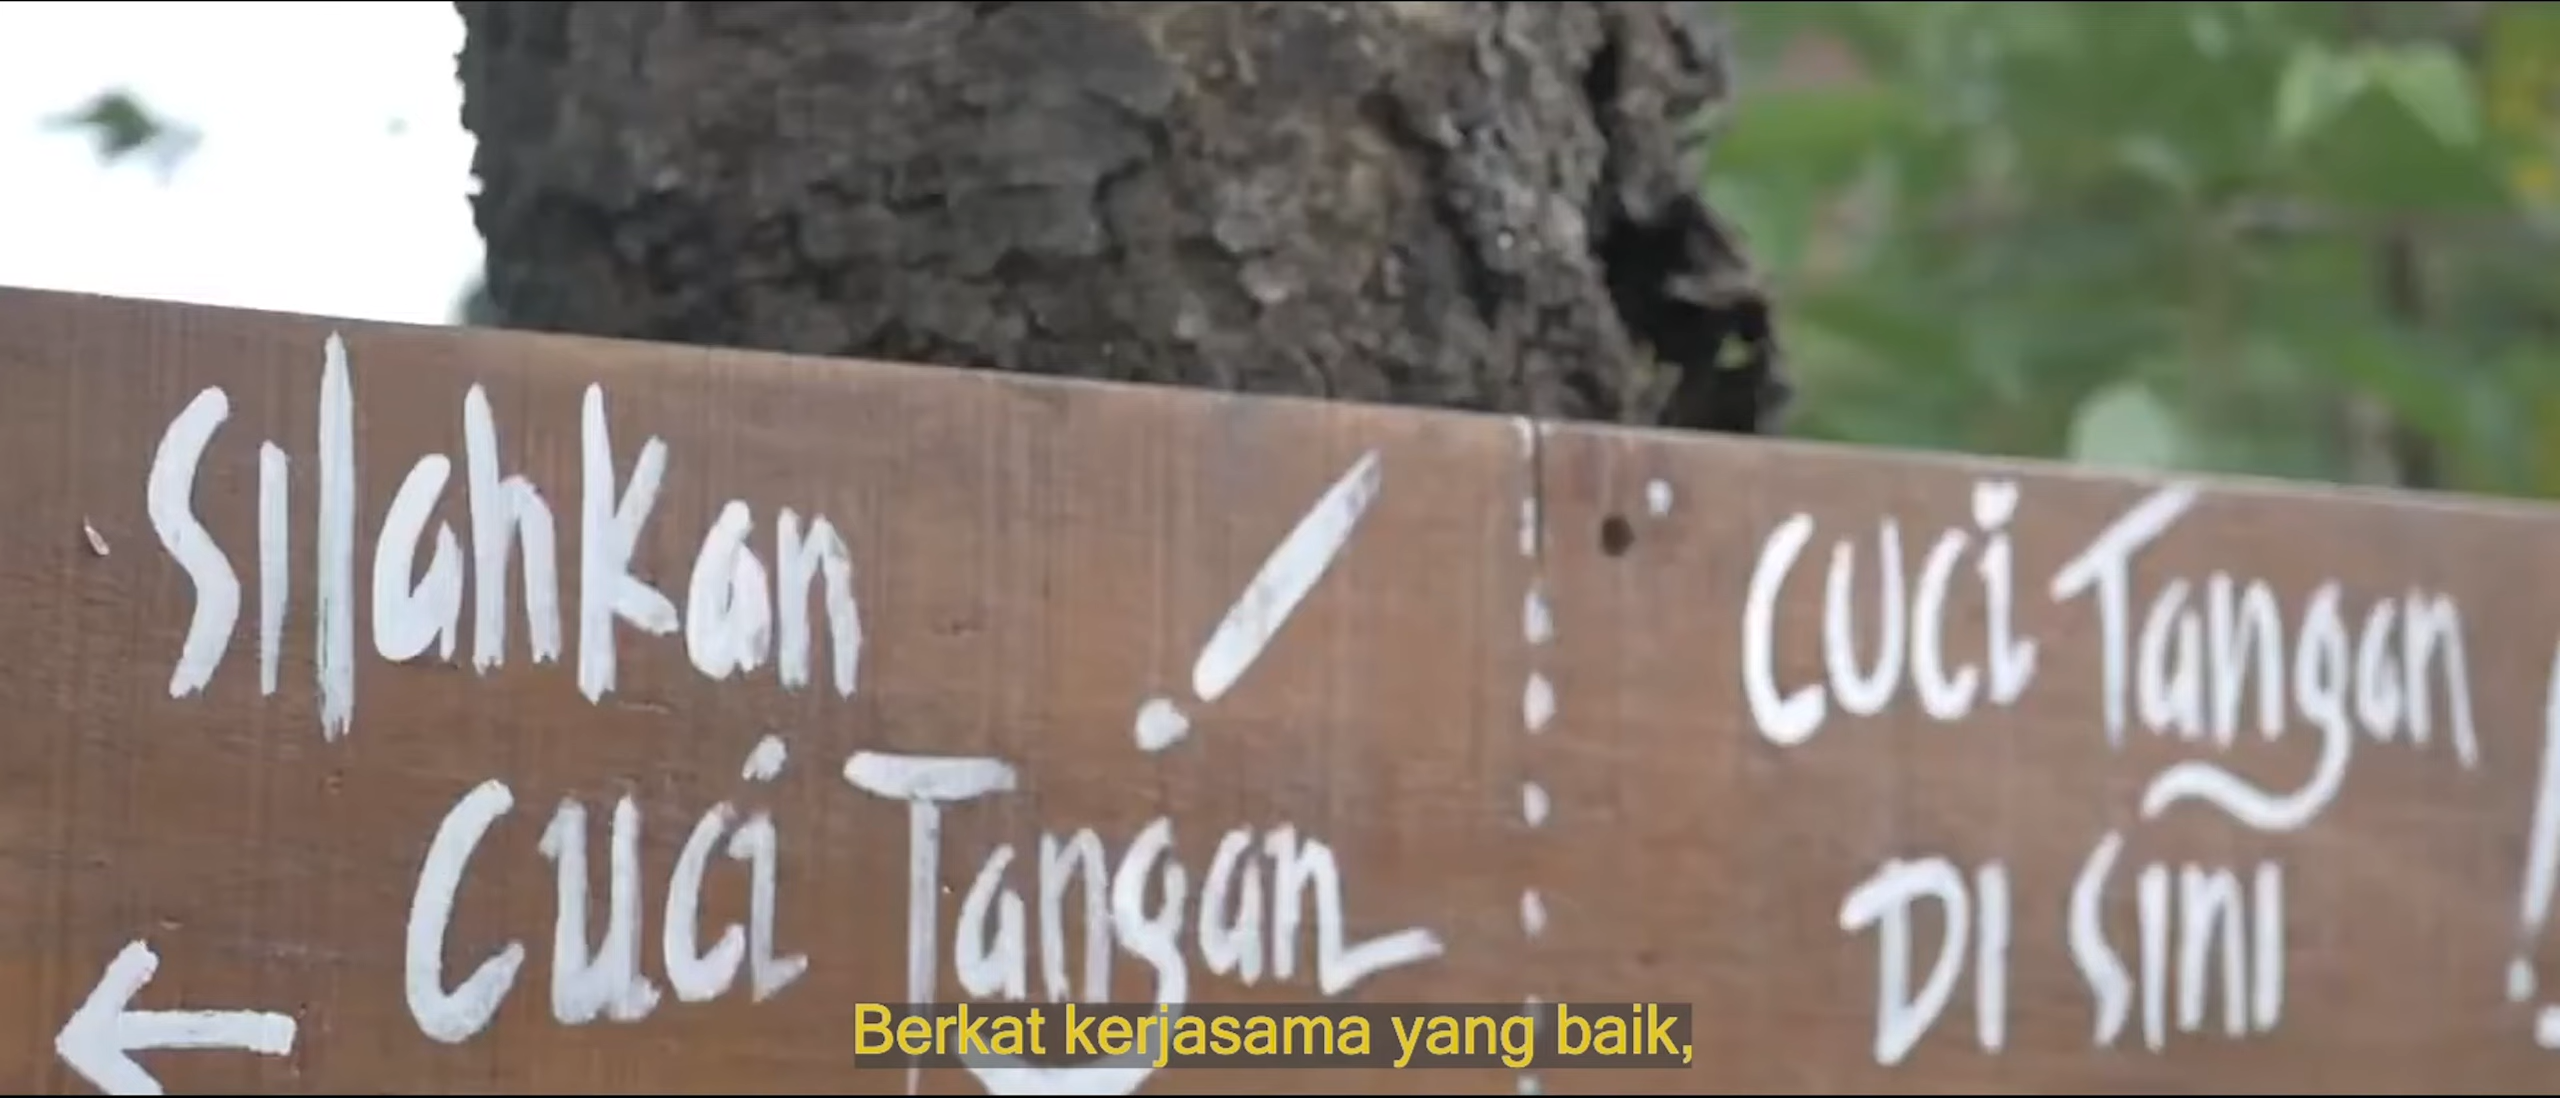 Silahkan !
Cuci Tangan
Cuci Tangan !
Di Sini
Berkat kerjasama yang baik,